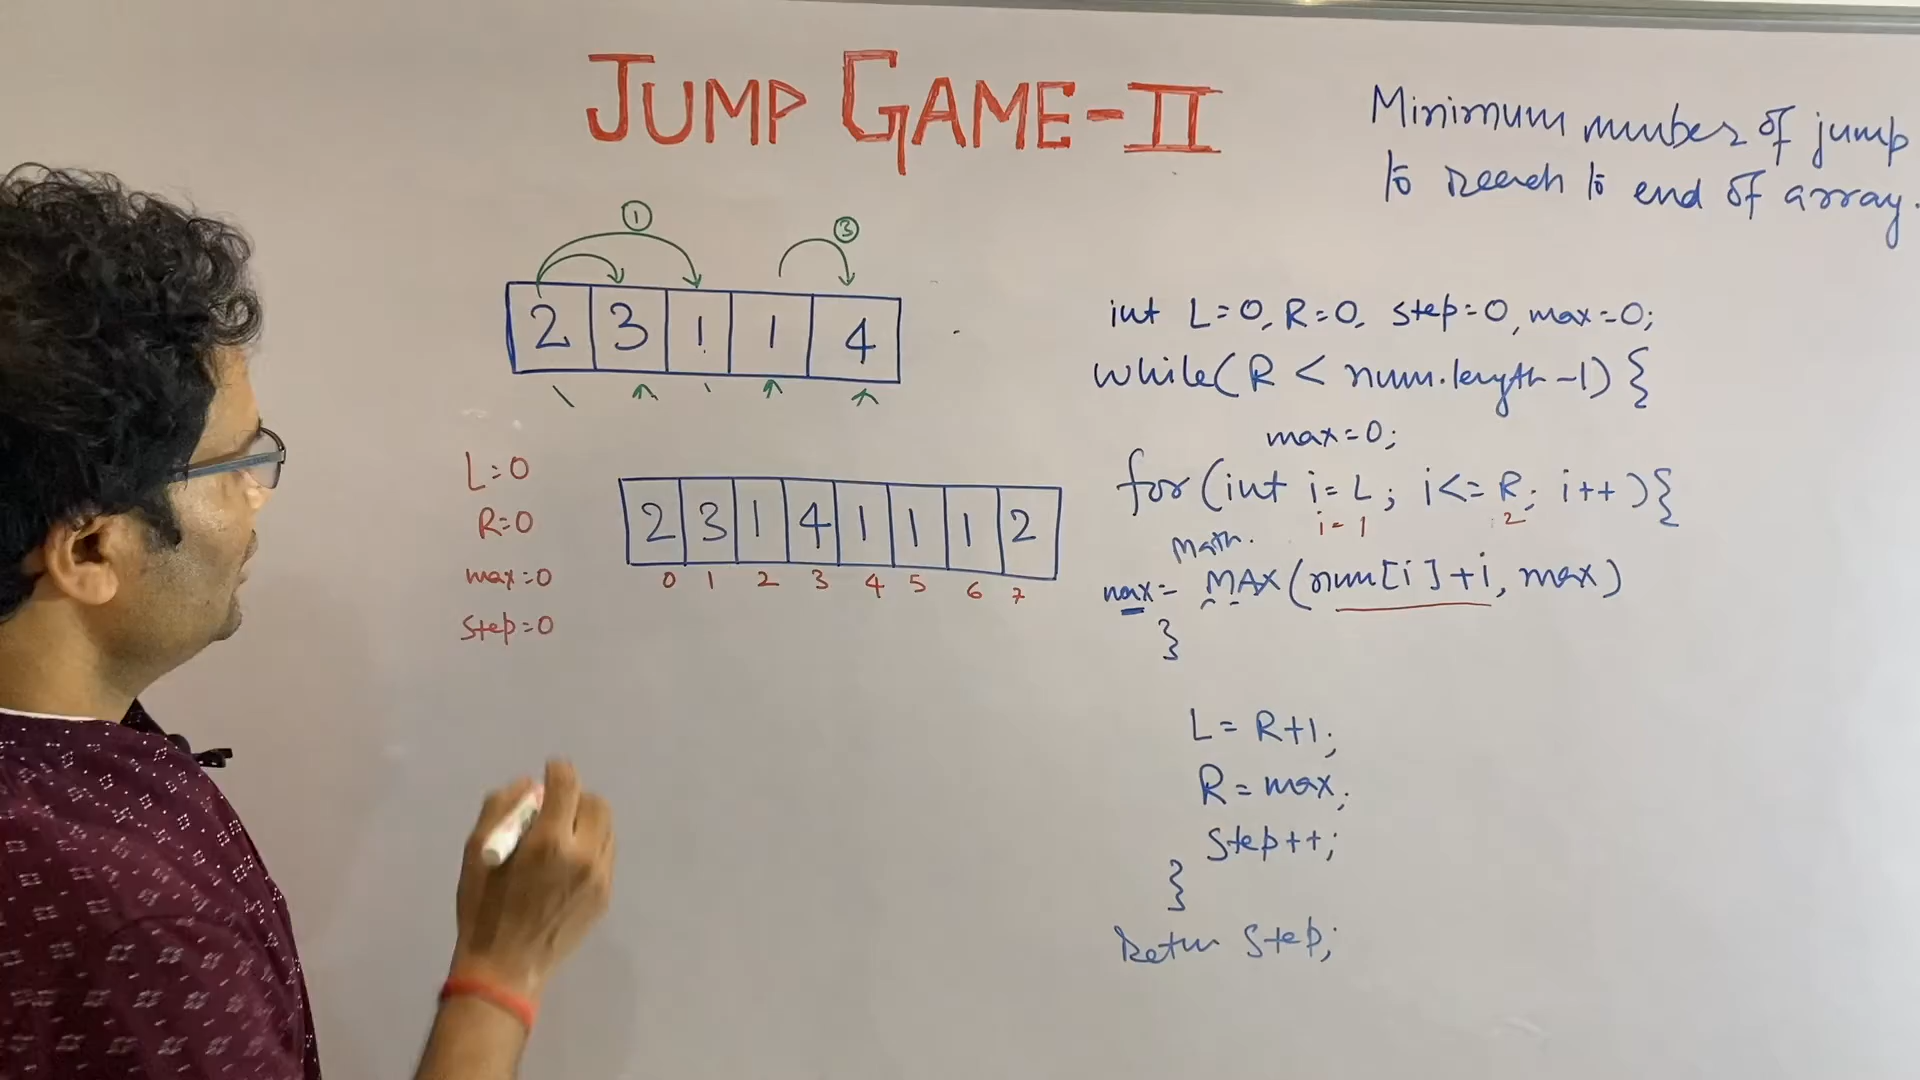 JUMP GAME-II
Minimum number of jump
to reach to end of array.
1 3
2 3 1 1 4
L=0
R=0
max=0
step=0
2 3 1 4 1 1 1 2
0 1 2 3 4 5 6 7
int L=0, R=0, step=0, max=0;
while(R < num.length-1){
max=0;
for(int i=L; i<=R; i++){
i=1 2
Math.
max= MAX(num[i]+i, max)
}
L=R+1;
R=max;
step++;
}
Return step;